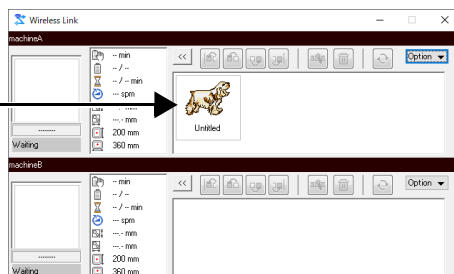 Wireless Link
machineA
-- min
-- / --
-- / -- min
--- spm
---.- mm
---.- mm
200 mm
360 mm
--------
Waiting
<<
Option
Untitled
machineB
-- min
-- / --
-- / -- min
--- spm
---.- mm
---.- mm
200 mm
360 mm
--------
Waiting
<<
Option